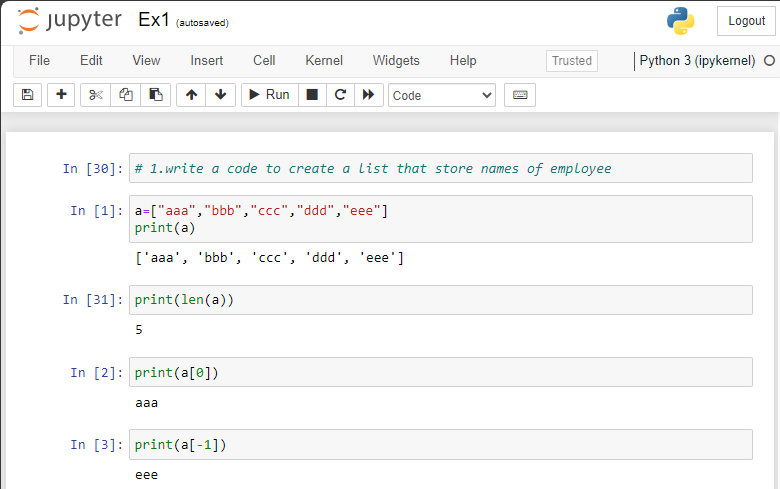 jupyter Ex1 (autosaved) Logout
File Edit View Insert Cell Kernel Widgets Help Trusted Python 3 (ipykernel)
Run Code
In [30]: # 1.write a code to create a list that store names of employee
In [1]: a=["aaa","bbb","ccc","ddd","eee"]
print(a)
['aaa', 'bbb', 'ccc', 'ddd', 'eee']
In [31]: print(len(a))
5
In [2]: print(a[0])
aaa
In [3]: print(a[-1])
eee